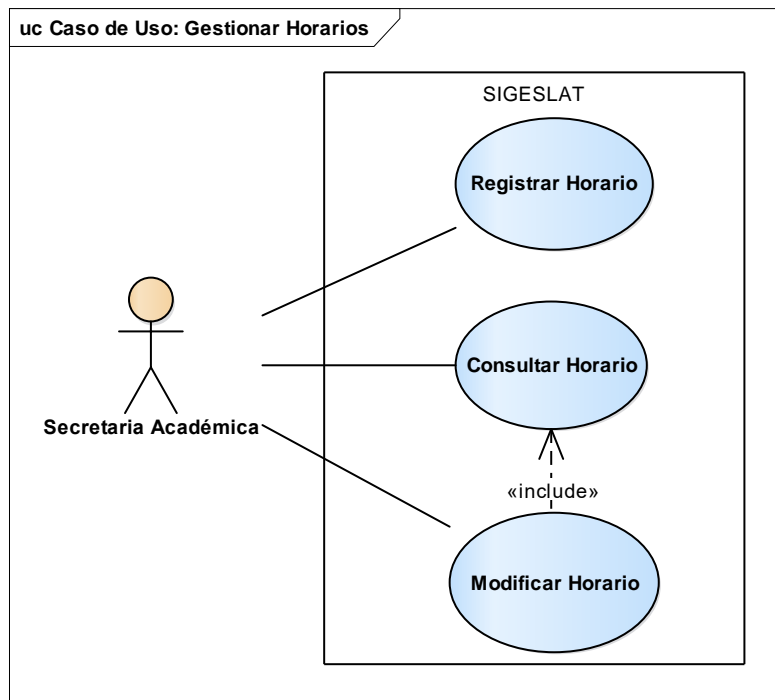 uc Caso de Uso: Gestionar Horarios
SIGESLAT
Registrar Horario
Consultar Horario
Secretaria Académica
«include»
Modificar Horario